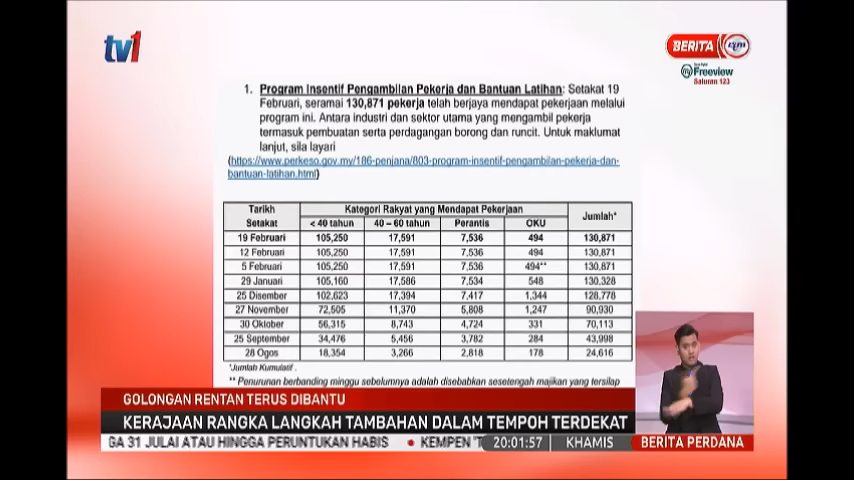 tv1
BERITA rtm
myFreeview
Saluran 123
1. Program Insentif Pengambilan Pekerja dan Bantuan Latihan: Setakat 19
Februari, seramai 130,871 pekerja telah berjaya mendapat pekerjaan melalui
program ini. Antara industri dan sektor utama yang mengambil pekerja
termasuk pembuatan serta perdagangan borong dan runcit. Untuk maklumat
lanjut, sila layari
(https://www.perkeso.gov.my/186-penjana/803-program-insentif-pengambilan-pekerja-dan-
bantuan-latihan.html)
Tarikh Setakat Kategori Rakyat yang Mendapat Pekerjaan Jumlah*
< 40 tahun 40 – 60 tahun Perantis OKU
19 Februari 105,250 17,591 7,536 494 130,871
12 Februari 105,250 17,591 7,536 494 130,871
5 Februari 105,250 17,591 7,536 494** 130,871
29 Januari 105,160 17,586 7,534 548 130,328
25 Disember 102,623 17,394 7,417 1,344 128,778
27 November 72,505 11,370 5,808 1,247 90,930
30 Oktober 56,315 8,743 4,724 331 70,113
25 September 34,476 5,456 3,782 284 43,998
28 Ogos 18,354 3,266 2,818 178 24,616
*Jumlah Kumulatif .
** Penurunan berbanding minggu sebelumnya adalah disebabkan sesetengah majikan yang tersilap
GOLONGAN RENTAN TERUS DIBANTU
KERAJAAN RANGKA LANGKAH TAMBAHAN DALAM TEMPOH TERDEKAT
GA 31 JULAI ATAU HINGGA PERUNTUKAN HABIS • KEMPEN "T 20:01:57 KHAMIS BERITA PERDANA